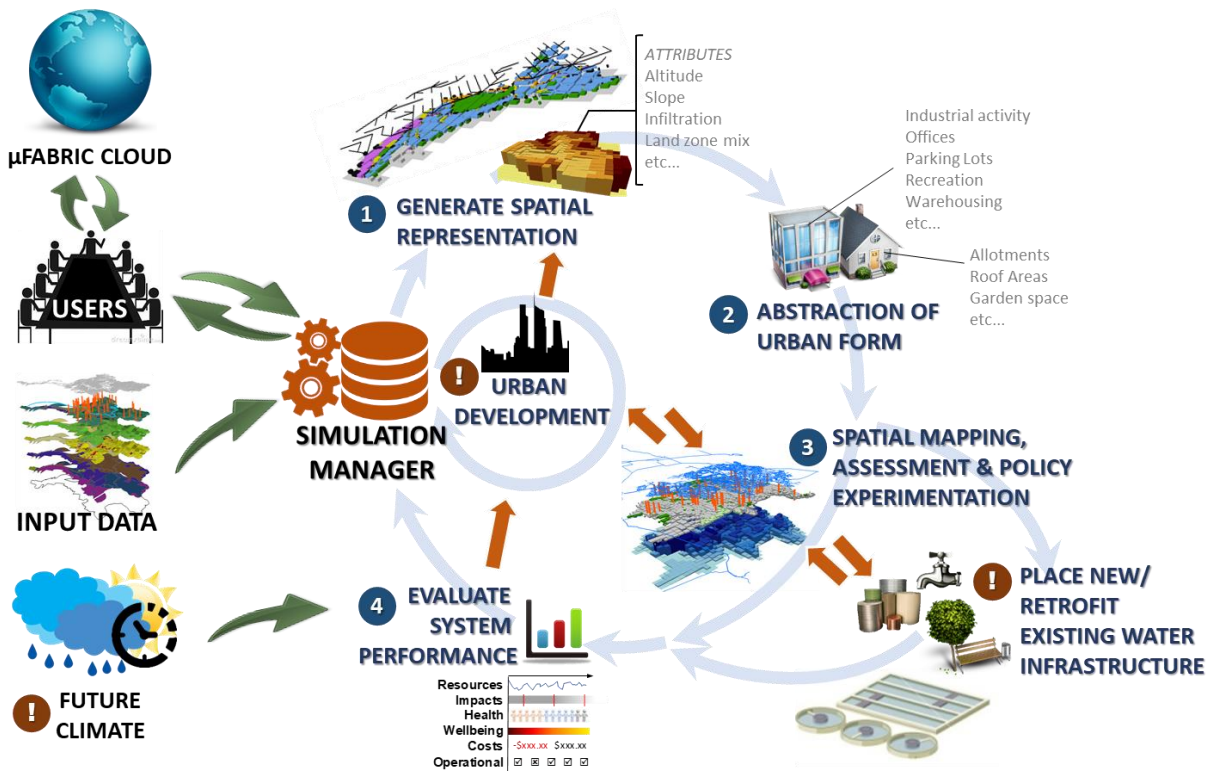 ATTRIBUTES
Altitude
Slope
Infiltration
Land zone mix
etc...
Industrial activity
Offices
Parking Lots
Recreation
Warehousing
etc...
µFABRIC CLOUD
1 GENERATE SPATIAL
REPRESENTATION
Allotments
Roof Areas
Garden space
etc...
USERS
2 ABSTRACTION OF
URBAN FORM
! URBAN
DEVELOPMENT
SIMULATION
MANAGER
3 SPATIAL MAPPING,
ASSESSMENT & POLICY
EXPERIMENTATION
INPUT DATA
! PLACE NEW/
RETROFIT
EXISTING WATER
INFRASTRUCTURE
4 EVALUATE
SYSTEM
PERFORMANCE
Resources
Impacts
Health
Wellbeing
Costs -$xxx.xx $xxx.xx
Operational
! FUTURE
CLIMATE